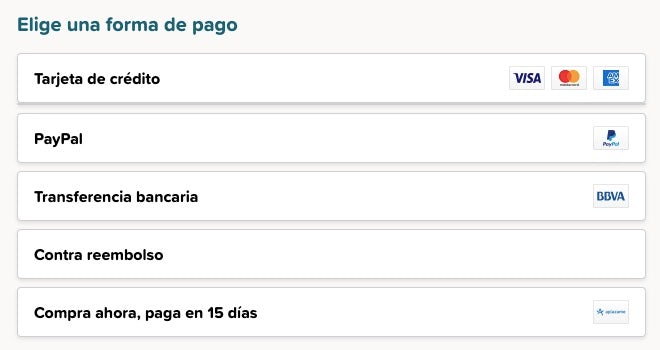 Elige una forma de pago
Tarjeta de crédito VISA mastercard AMEX
PayPal PayPal
Transferencia bancaria BBVA
Contra reembolso
Compra ahora, paga en 15 días aplazame